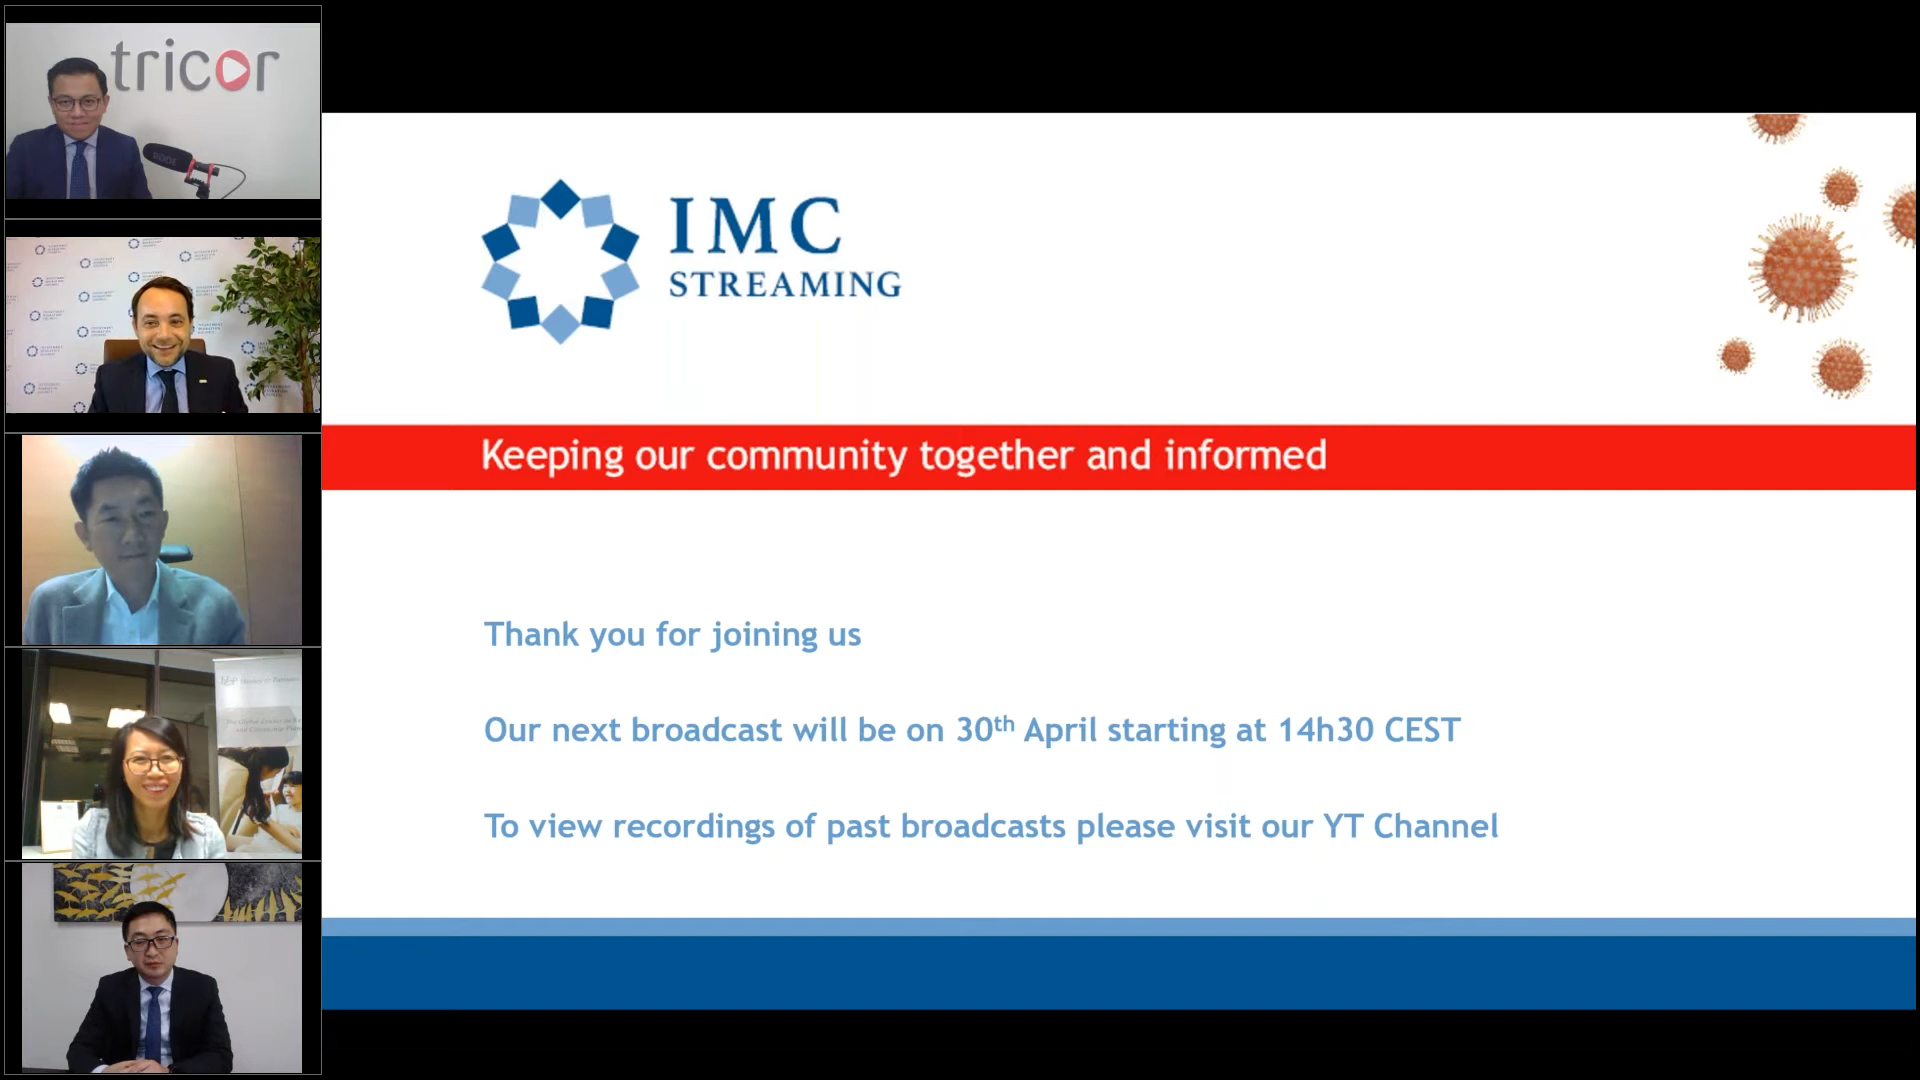 tricor
RODE
IMC
STREAMING
Keeping our community together and informed
Thank you for joining us
Our next broadcast will be on 30th April starting at 14h30 CEST
To view recordings of past broadcasts please visit our YT Channel